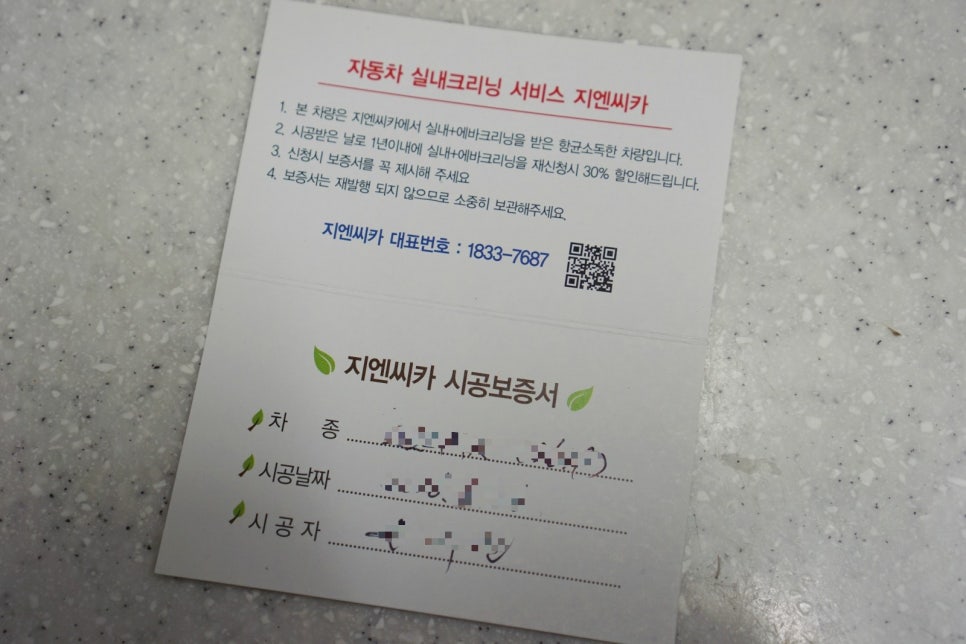 자동차 실내크리닝 서비스 지엔씨카
1. 본 차량은 지엔씨카에서 실내+에바크리닝을 받은 항균소독한 차량입니다.
2. 시공받은 날로 1년이내에 실내+에바크리닝을 재신청시 30% 할인해드립니다.
3. 신청시 보증서를 꼭 제시해 주세요
4. 보증서는 재발행 되지 않으므로 소중히 보관해주세요.
지엔씨카 대표번호 : 1833-7687
지엔씨카 시공보증서
차 종
시공날짜
시공자